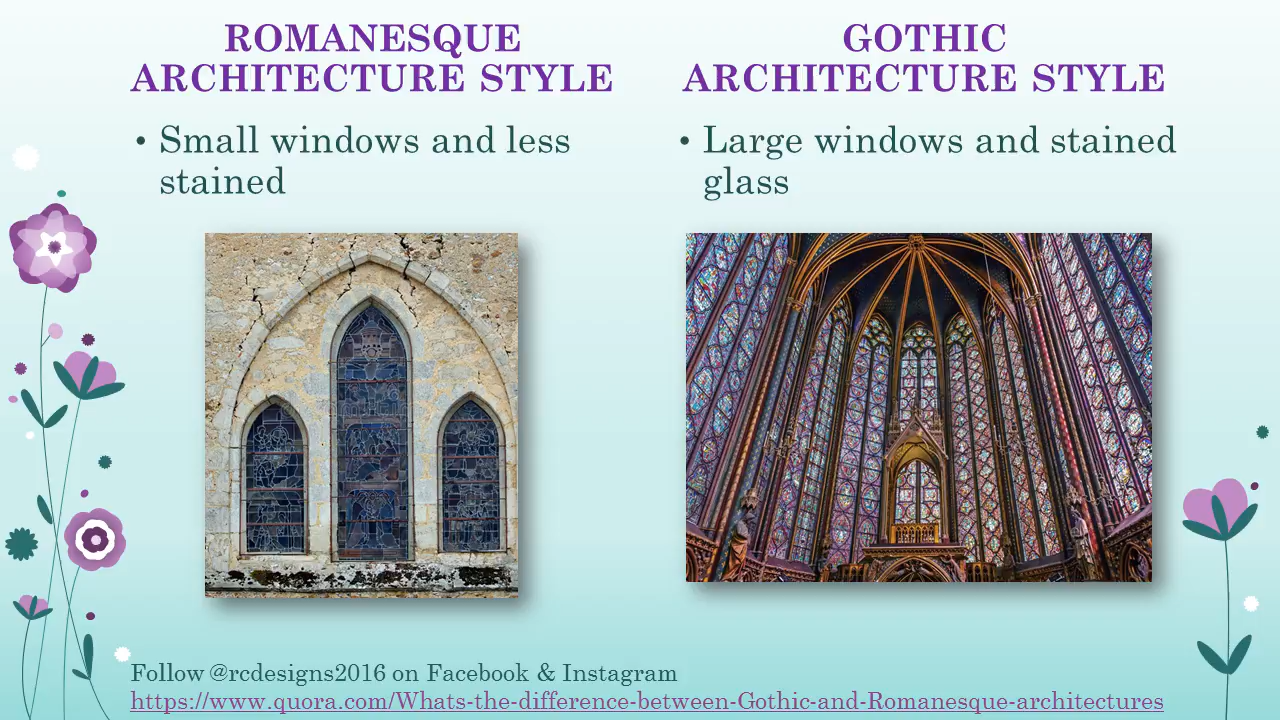 ROMANESQUE
ARCHITECTURE STYLE
• Small windows and less
stained
GOTHIC
ARCHITECTURE STYLE
• Large windows and stained
glass
Follow @rcdesigns2016 on Facebook & Instagram
https://www.quora.com/Whats-the-difference-between-Gothic-and-Romanesque-architectures